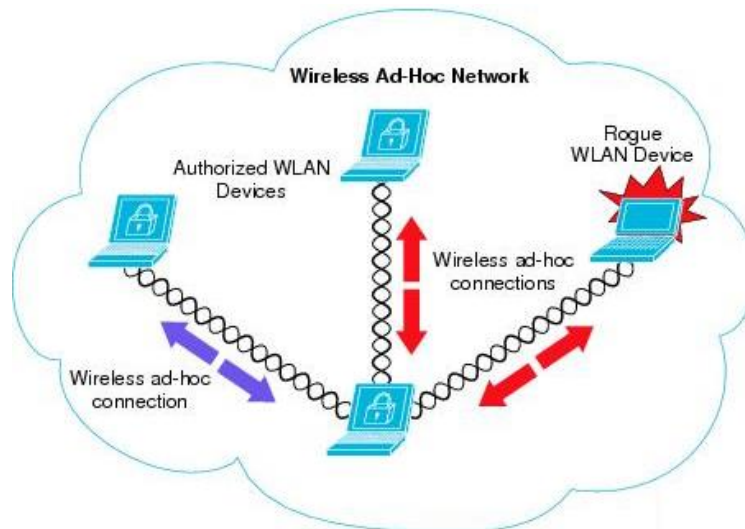 Wireless Ad-Hoc Network
Authorized WLAN
Devices
Rogue
WLAN Device
Wireless ad-hoc
connections
Wireless ad-hoc
connection